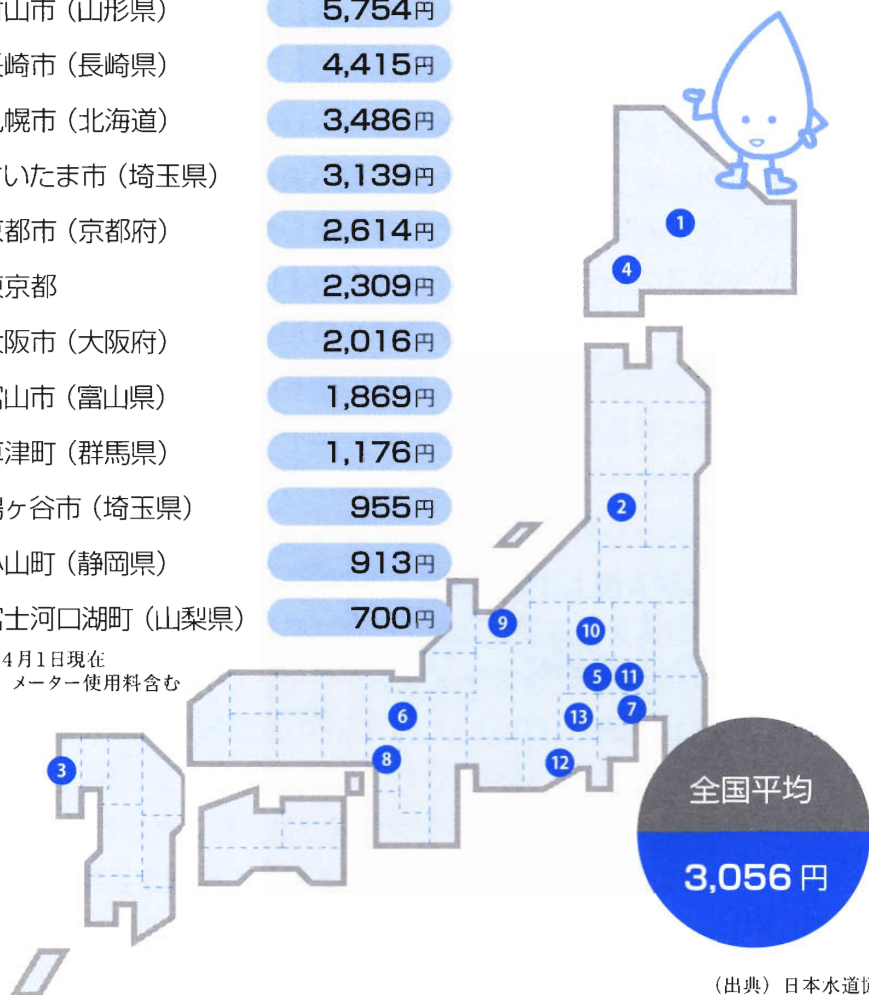 山市（山形県） 5,754円
崎市（長崎県） 4,415円
幌市（北海道） 3,486円
いたま市（埼玉県） 3,139円
都市（京都府） 2,614円
京都 2,309円
阪市（大阪府） 2,016円
山市（富山県） 1,869円
津町（群馬県） 1,176円
ヶ谷市（埼玉県） 955円
山町（静岡県） 913円
士河口湖町（山梨県） 700円
4月1日現在
メーター使用料含む
1
4
2
9
10
5
11
6
13
7
8
12
3
全国平均
3,056円
（出典）日本水道